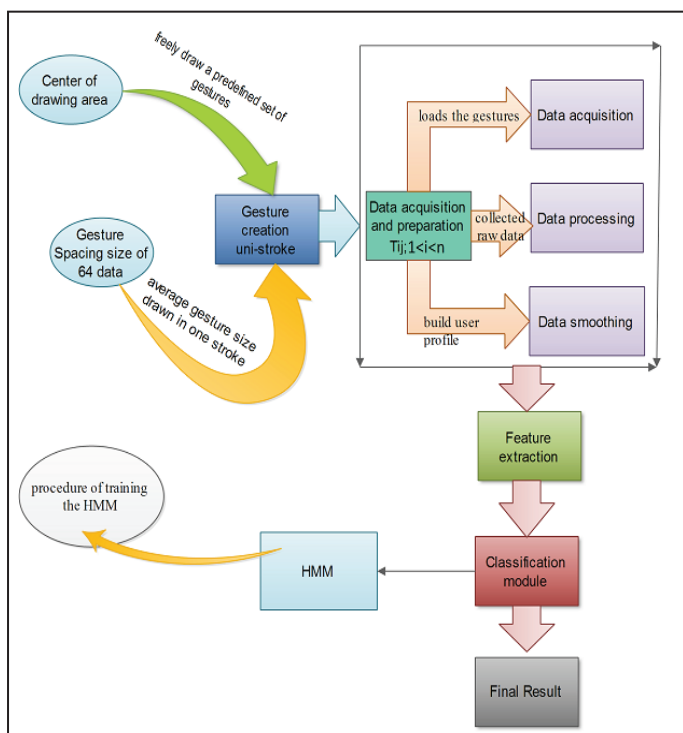 freely draw a predefined set of
gestures
Center of
drawing area
loads the gestures
Data acquisition
Gesture
creation
uni-stroke
Data acquisition
and preparation
Tij;1<i<n
collected
raw data
Data processing
Gesture
Spacing size of
64 data
average gesture size
drawn in one stroke
build user
profile
Data smoothing
Feature
extraction
procedure of training
the HMM
HMM
Classification
module
Final Result